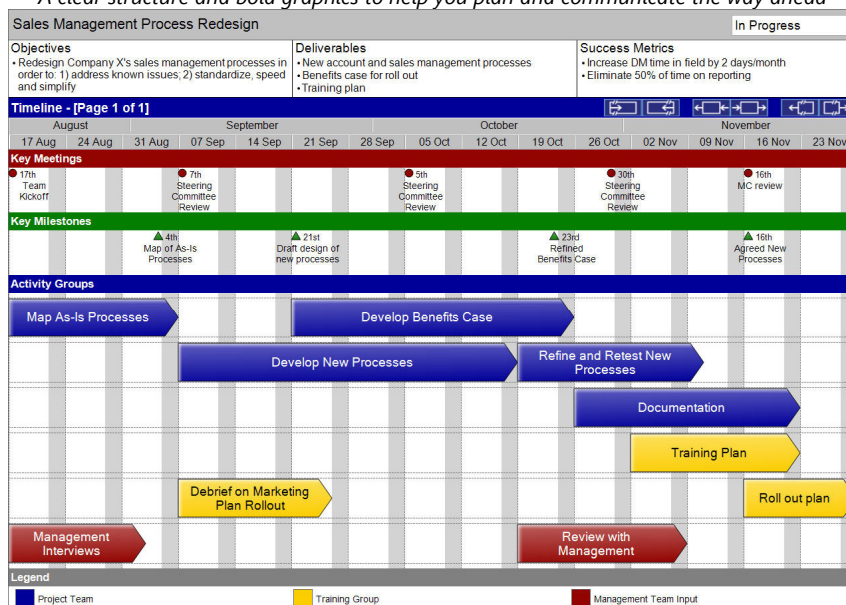 A clear structure and bold graphics to help you plan and communicate the way ahead
Sales Management Process Redesign
In Progress
Objectives
• Redesign Company X's sales management processes in
order to: 1) address known issues; 2) standardize, speed
and simplify
Deliverables
• New account and sales management processes
• Benefits case for roll out
• Training plan
Success Metrics
• Increase DM time in field by 2 days/month
• Eliminate 50% of time on reporting
Timeline - [Page 1 of 1]
August September October November
17 Aug 24 Aug 31 Aug 07 Sep 14 Sep 21 Sep 28 Sep 05 Oct 12 Oct 19 Oct 26 Oct 02 Nov 09 Nov 16 Nov 23 Nov
Key Meetings
17th
Team
Kickoff
7th
Steering
Committee
Review
5th
Steering
Committee
Review
30th
Steering
Committee
Review
16th
MC review
Key Milestones
4th
Map of As-Is
Processes
21st
Draft design of
new processes
23rd
Refined
Benefits Case
16th
Agreed New
Processes
Activity Groups
Map As-Is Processes
Develop Benefits Case
Develop New Processes
Refine and Retest New
Processes
Documentation
Training Plan
Debrief on Marketing
Plan Rollout
Roll out plan
Management
Interviews
Review with
Management
Legend
Project Team
Training Group
Management Team Input